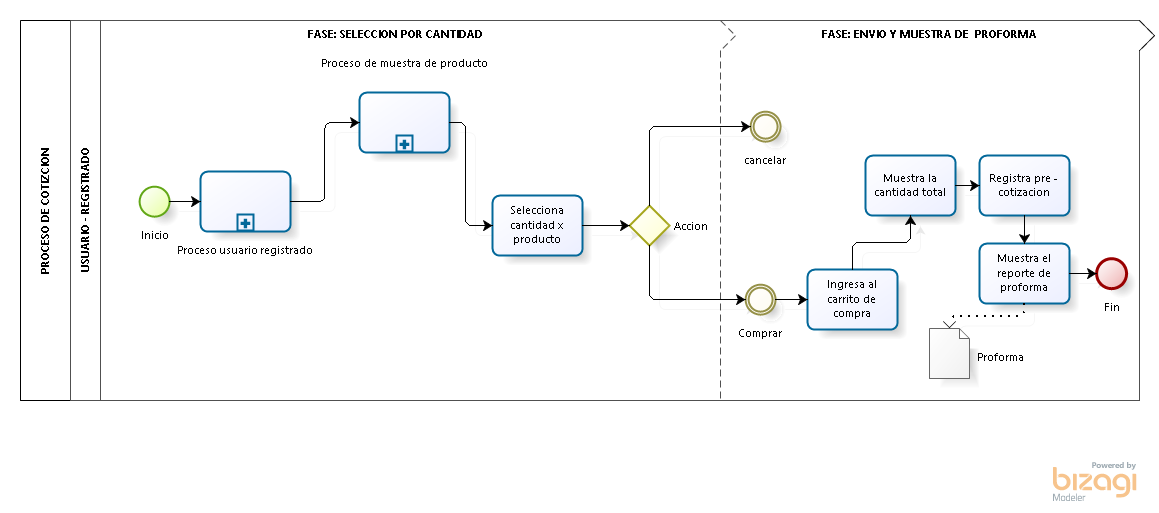 PROCESO DE COTIZCION
USUARIO - REGISTRADO
FASE: SELECCION POR CANTIDAD
FASE: ENVIO Y MUESTRA DE PROFORMA
Proceso de muestra de producto
Inicio
Proceso usuario registrado
Selecciona
cantidad x
producto
Accion
cancelar
Comprar
Ingresa al
carrito de
compra
Muestra la
cantidad total
Registra pre -
cotizacion
Muestra el
reporte de
proforma
Fin
Proforma
Powered by
bizagi
Modeler